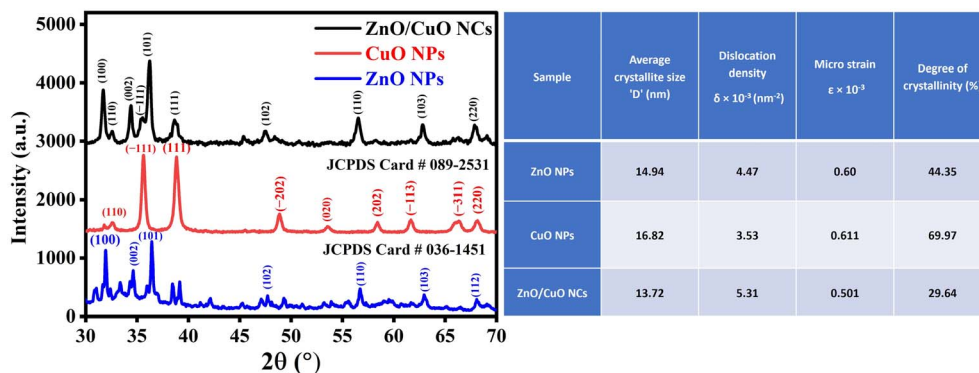 5000
4000
3000
2000
1000
0
Intensity (a.u.)
ZnO/CuO NCs
CuO NPs
ZnO NPs
(100)
(110)
(002)
(−111)
(101)
(111)
(102)
(110)
(103)
(220)
JCPDS Card # 089-2531
(110)
(−111)
(111)
(−202)
(020)
(202)
(−113)
(−311)
(220)
JCPDS Card # 036-1451
(100)
(002)
(101)
(102)
(110)
(103)
(112)
30 35 40 45 50 55 60 65 70
2θ (°)
Sample
Average
crystallite size
'D' (nm)
Dislocation
density
δ × 10⁻³ (nm⁻²)
Micro strain
ε × 10⁻³
Degree of
crystallinity (%)
ZnO NPs 14.94 4.47 0.60 44.35
CuO NPs 16.82 3.53 0.611 69.97
ZnO/CuO NCs 13.72 5.31 0.501 29.64